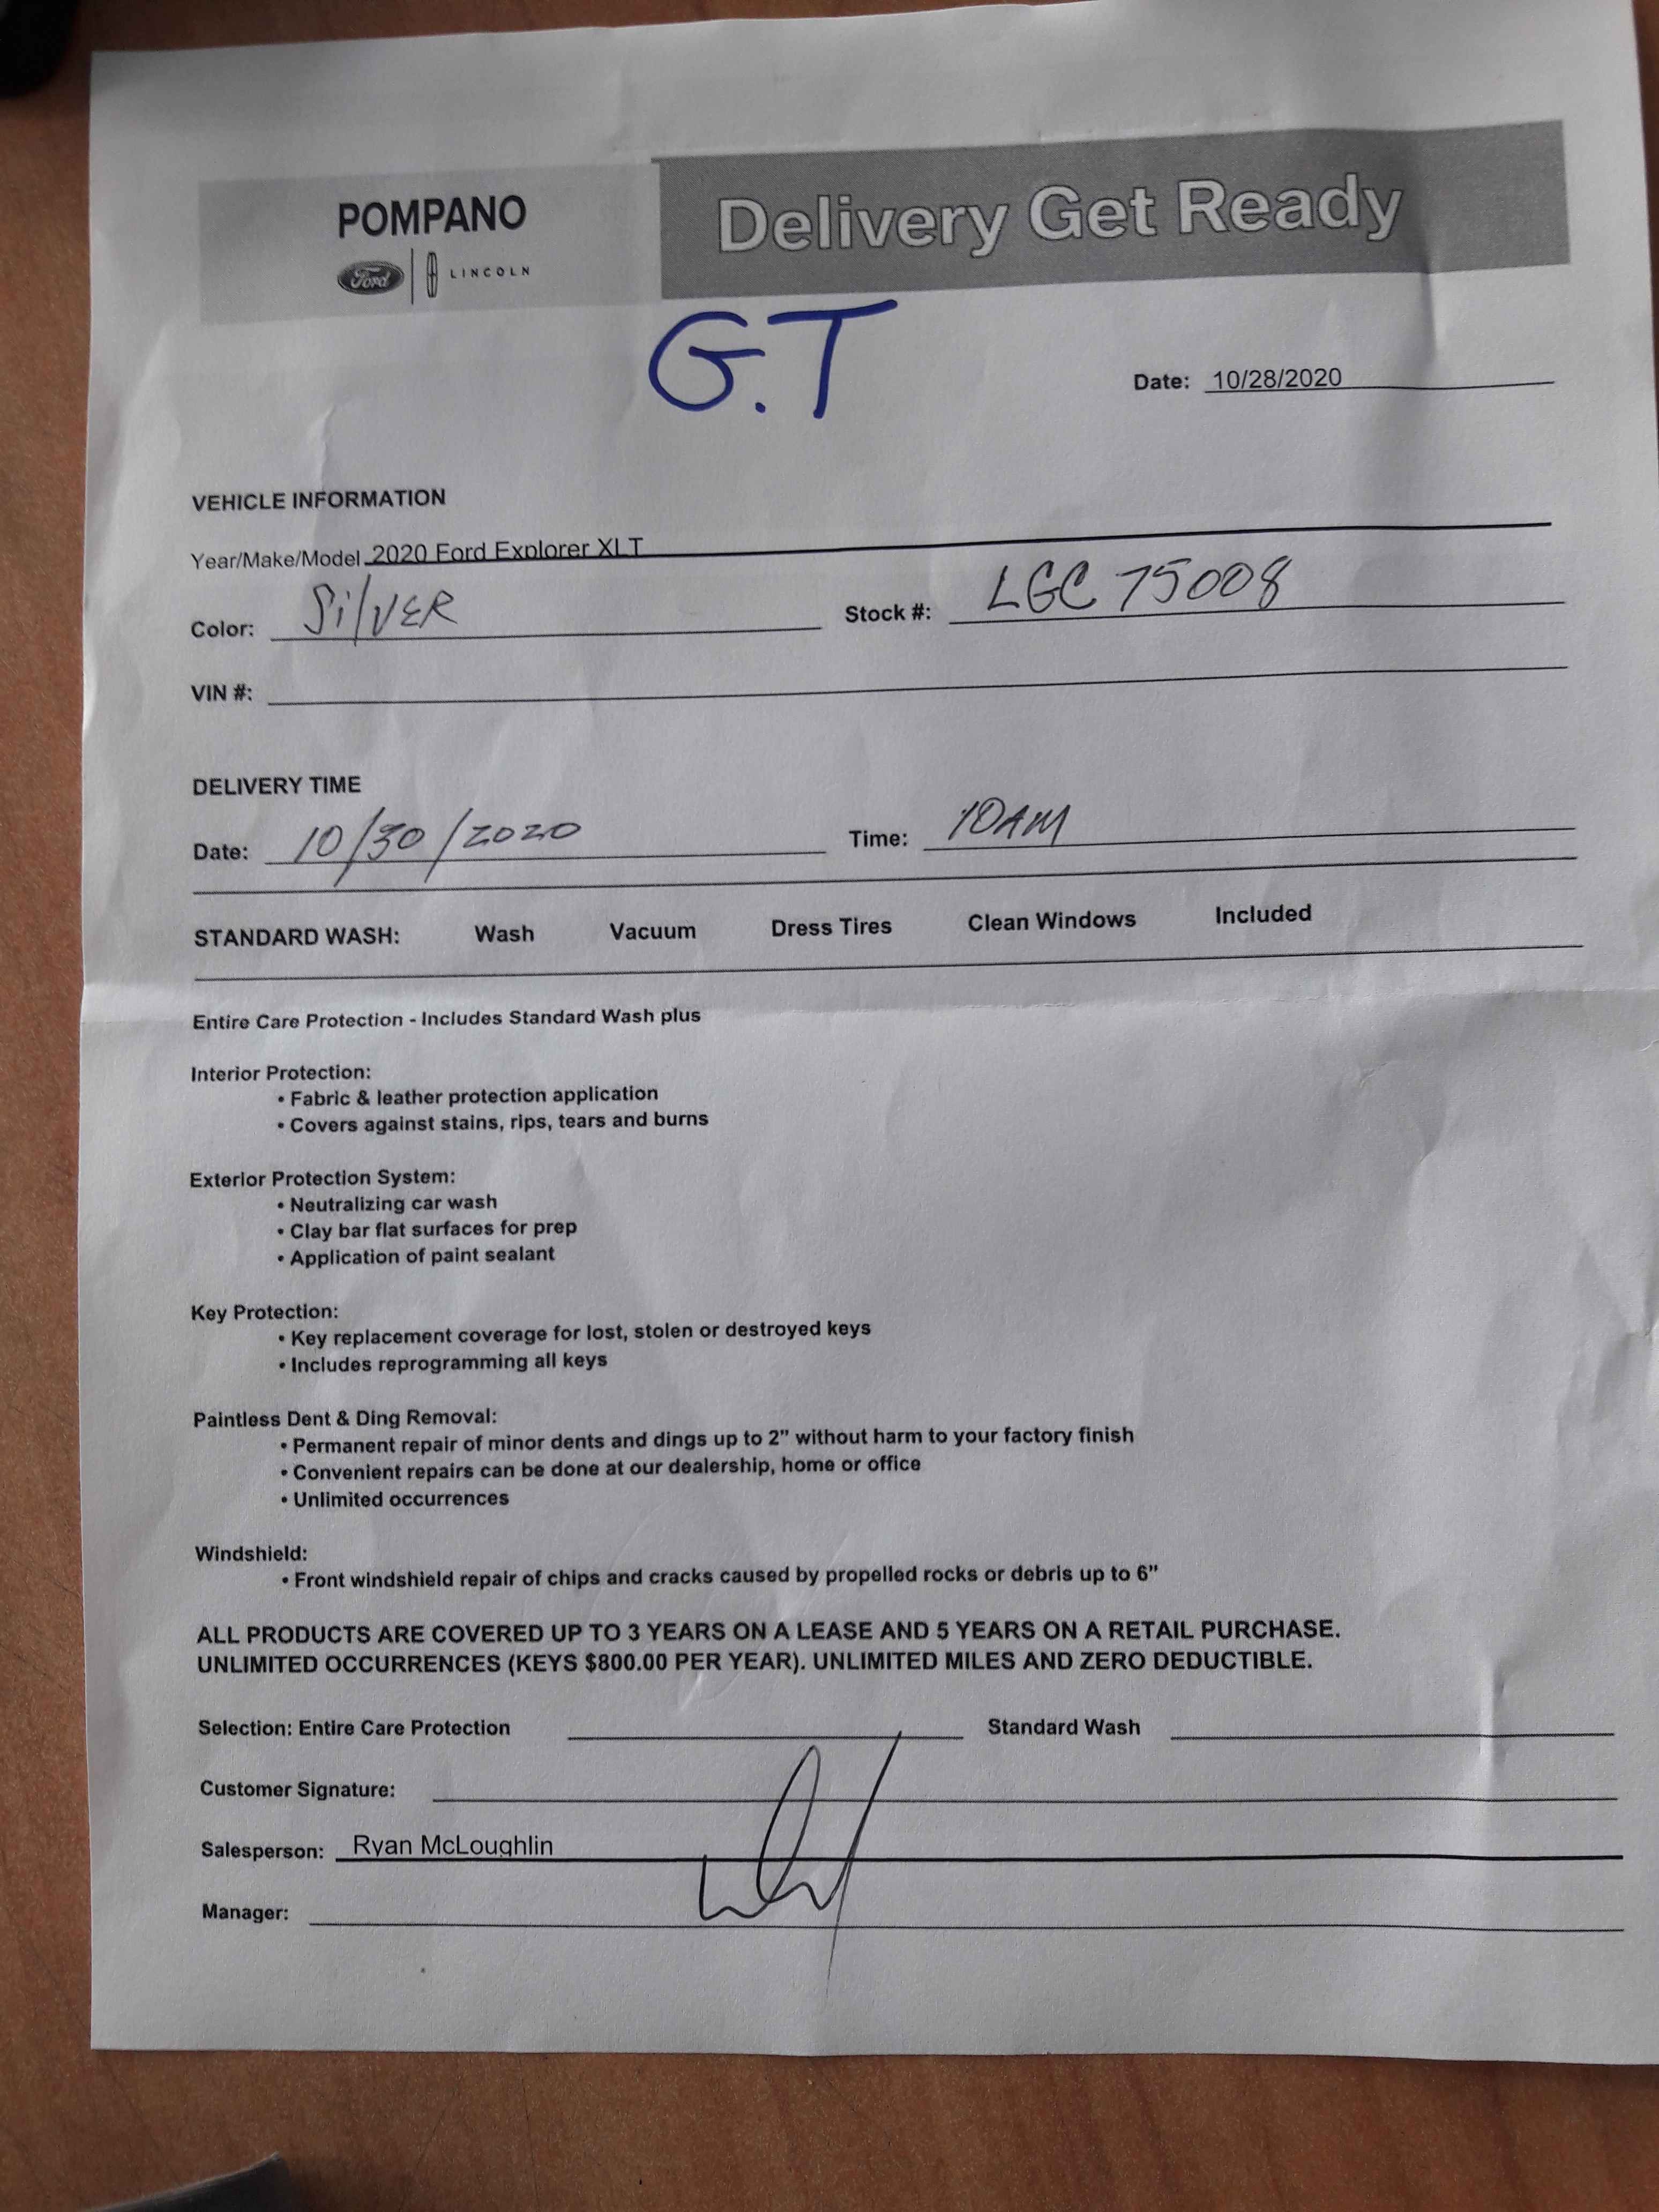 POMPANO
Ford LINCOLN
Delivery Get Ready
G.T
Date: 10/28/2020
VEHICLE INFORMATION
Year/Make/Model 2020 Ford Explorer XLT
Color: SilVER Stock #: LGC 75008
VIN #:
DELIVERY TIME
Date: 10/30/2020 Time: 10AM
STANDARD WASH: Wash Vacuum Dress Tires Clean Windows Included
Entire Care Protection - Includes Standard Wash plus
Interior Protection:
• Fabric & leather protection application
• Covers against stains, rips, tears and burns
Exterior Protection System:
• Neutralizing car wash
• Clay bar flat surfaces for prep
• Application of paint sealant
Key Protection:
• Key replacement coverage for lost, stolen or destroyed keys
• Includes reprogramming all keys
Paintless Dent & Ding Removal:
• Permanent repair of minor dents and dings up to 2" without harm to your factory finish
• Convenient repairs can be done at our dealership, home or office
• Unlimited occurrences
Windshield:
• Front windshield repair of chips and cracks caused by propelled rocks or debris up to 6"
ALL PRODUCTS ARE COVERED UP TO 3 YEARS ON A LEASE AND 5 YEARS ON A RETAIL PURCHASE.
UNLIMITED OCCURRENCES (KEYS $800.00 PER YEAR). UNLIMITED MILES AND ZERO DEDUCTIBLE.
Selection: Entire Care Protection Standard Wash
Customer Signature:
Salesperson: Ryan McLoughlin
Manager: